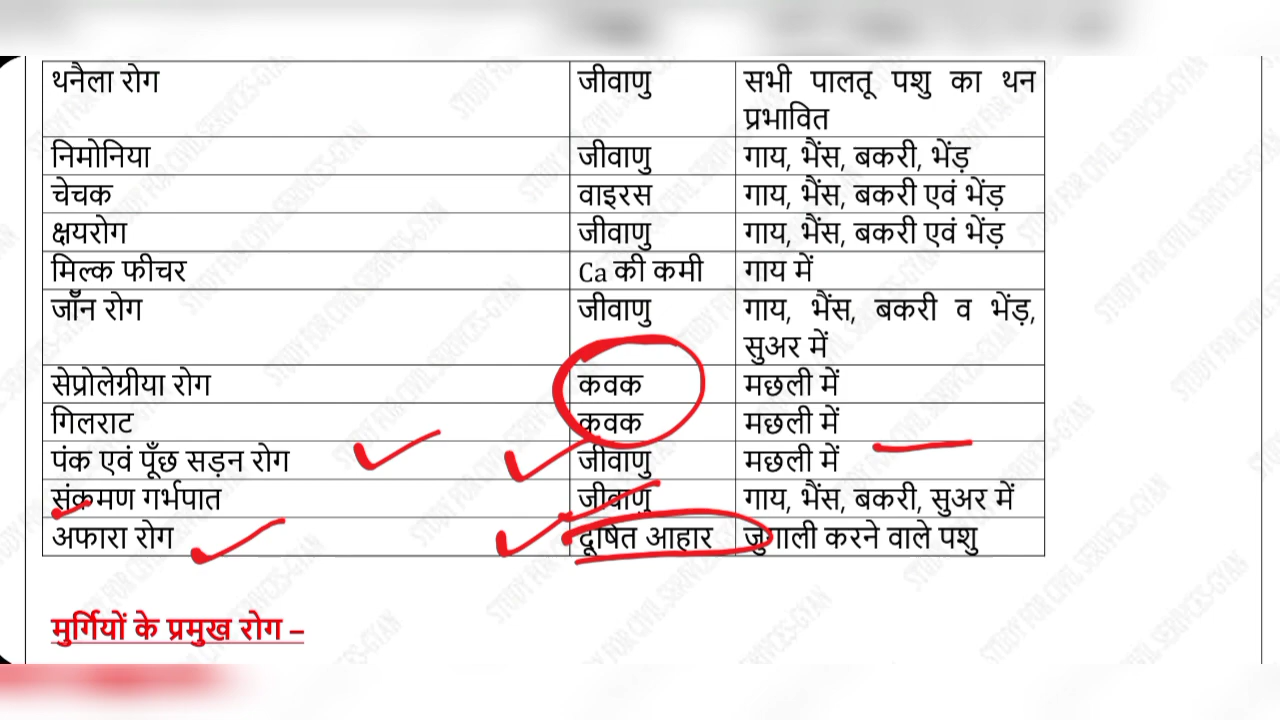 थनैला रोग जीवाणु सभी पालतू पशु का थन
प्रभावित
निमोनिया जीवाणु गाय, भैंस, बकरी, भेंड़
चेचक वाइरस गाय, भैंस, बकरी एवं भेंड़
क्षयरोग जीवाणु गाय, भैंस, बकरी एवं भेंड़
मिल्क फीचर Ca की कमी गाय में
जॉन रोग जीवाणु गाय, भैंस, बकरी व भेंड़,
सुअर में
सेप्रोलेग्रीया रोग कवक मछली में
गिलराट कवक मछली में
पंक एवं पूँछ सड़न रोग जीवाणु मछली में
संक्रमण गर्भपात जीवाणु गाय, भैंस, बकरी, सुअर में
अफारा रोग दूषित आहार जुगाली करने वाले पशु
मुर्गियों के प्रमुख रोग –